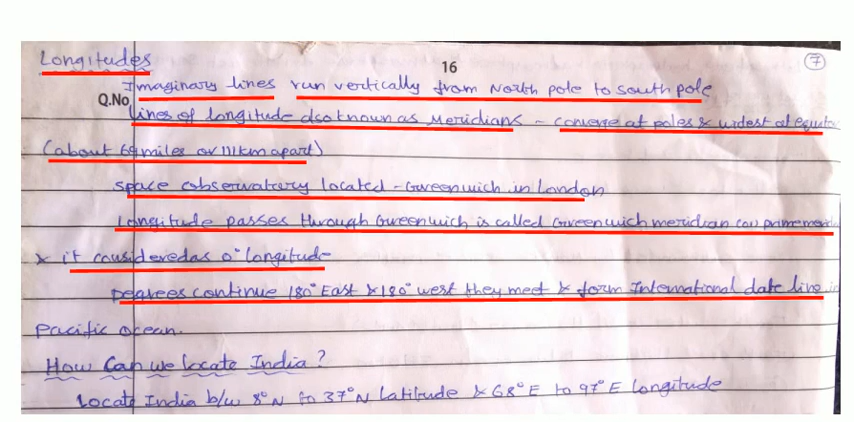 Longitudes 16 7
Imaginary lines run vertically from North pole to south pole
Q.No
lines of longitude also known as Meridians - converge at poles & widest at equator
(about 69 miles or 111km apart)
space observatory located - Greenwich in London
Longitude passes through Greenwich is called Greenwich meridian (or) prime
& it considered as 0° longitude
Degrees continue 180° East & 180° west they meet & form International date line in
Pacific ocean.
How Can we locate India?
Locate India b/w 8°N to 37°N Latitude & 68°E to 97°E Longitude